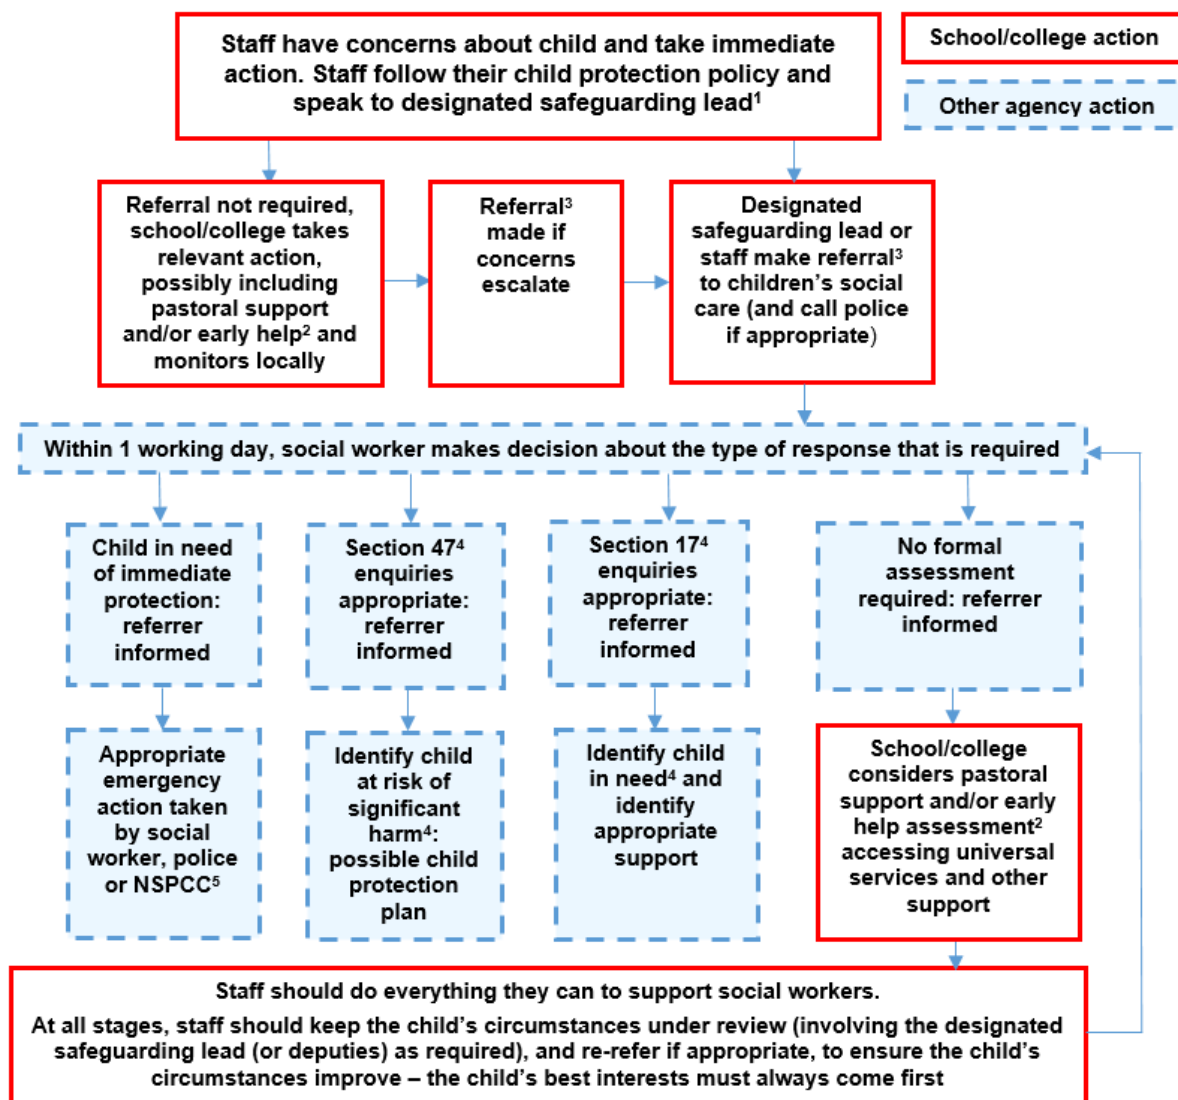 Staff have concerns about child and take immediate
action. Staff follow their child protection policy and
speak to designated safeguarding lead¹
School/college action
Other agency action
Referral not required,
school/college takes
relevant action,
possibly including
pastoral support
and/or early help² and
monitors locally
Referral³
made if
concerns
escalate
Designated
safeguarding lead or
staff make referral³
to children’s social
care (and call police
if appropriate)
Within 1 working day, social worker makes decision about the type of response that is required
Child in need
of immediate
protection:
referrer
informed
Section 47⁴
enquiries
appropriate:
referrer
informed
Section 17⁴
enquiries
appropriate:
referrer
informed
No formal
assessment
required: referrer
informed
Appropriate
emergency
action taken
by social
worker, police
or NSPCC⁵
Identify child
at risk of
significant
harm⁴:
possible child
protection
plan
Identify child
in need⁴ and
identify
appropriate
support
School/college
considers pastoral
support and/or early
help assessment²
accessing universal
services and other
support
Staff should do everything they can to support social workers.
At all stages, staff should keep the child’s circumstances under review (involving the designated
safeguarding lead (or deputies) as required), and re-refer if appropriate, to ensure the child’s
circumstances improve – the child’s best interests must always come first